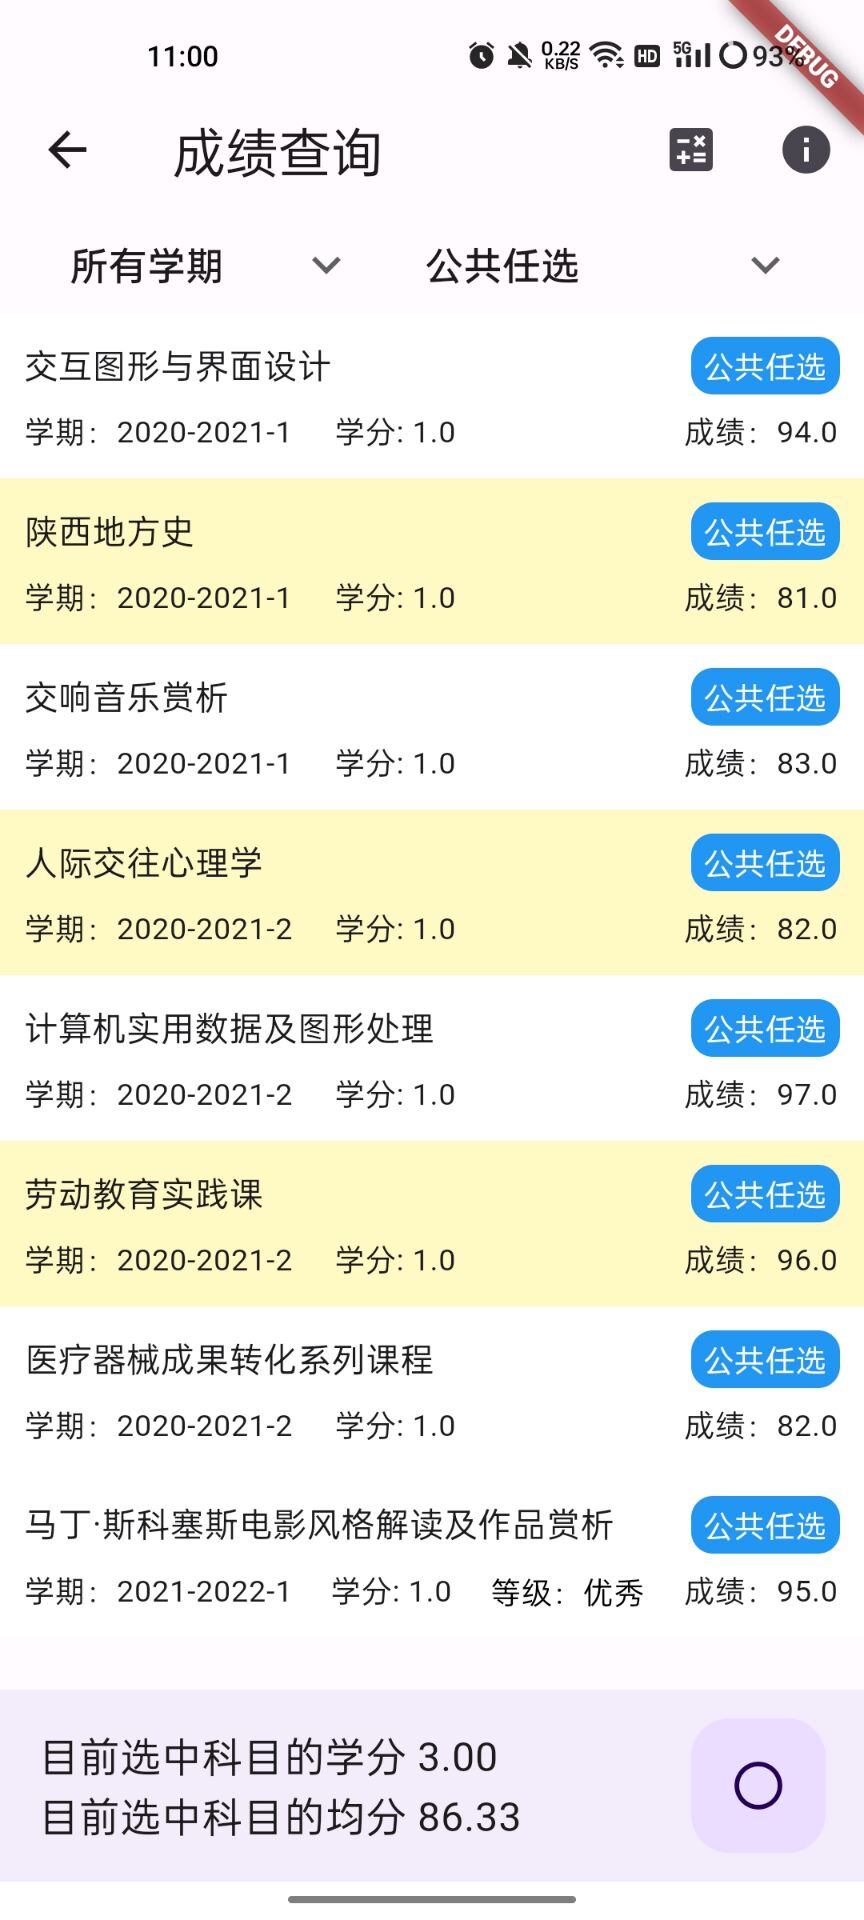 11:00 0.22 KB/S HD 5G 93%
DEBUG
成绩查询
所有学期 公共任选
交互图形与界面设计 公共任选
学期: 2020-2021-1 学分: 1.0 成绩: 94.0
陕西地方史 公共任选
学期: 2020-2021-1 学分: 1.0 成绩: 81.0
交响音乐赏析 公共任选
学期: 2020-2021-1 学分: 1.0 成绩: 83.0
人际交往心理学 公共任选
学期: 2020-2021-2 学分: 1.0 成绩: 82.0
计算机实用数据及图形处理 公共任选
学期: 2020-2021-2 学分: 1.0 成绩: 97.0
劳动教育实践课 公共任选
学期: 2020-2021-2 学分: 1.0 成绩: 96.0
医疗器械成果转化系列课程 公共任选
学期: 2020-2021-2 学分: 1.0 成绩: 82.0
马丁·斯科塞斯电影风格解读及作品赏析 公共任选
学期: 2021-2022-1 学分: 1.0 等级: 优秀 成绩: 95.0
目前选中科目的学分 3.00
目前选中科目的均分 86.33